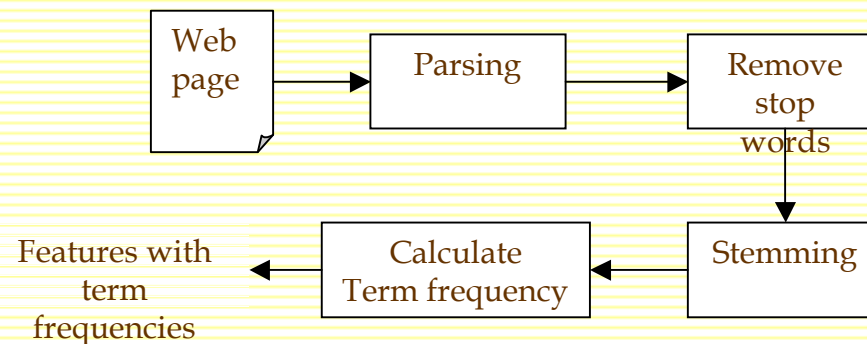 Web
page
Parsing
Remove
stop
words
Stemming
Calculate
Term frequency
Features with
term
frequencies